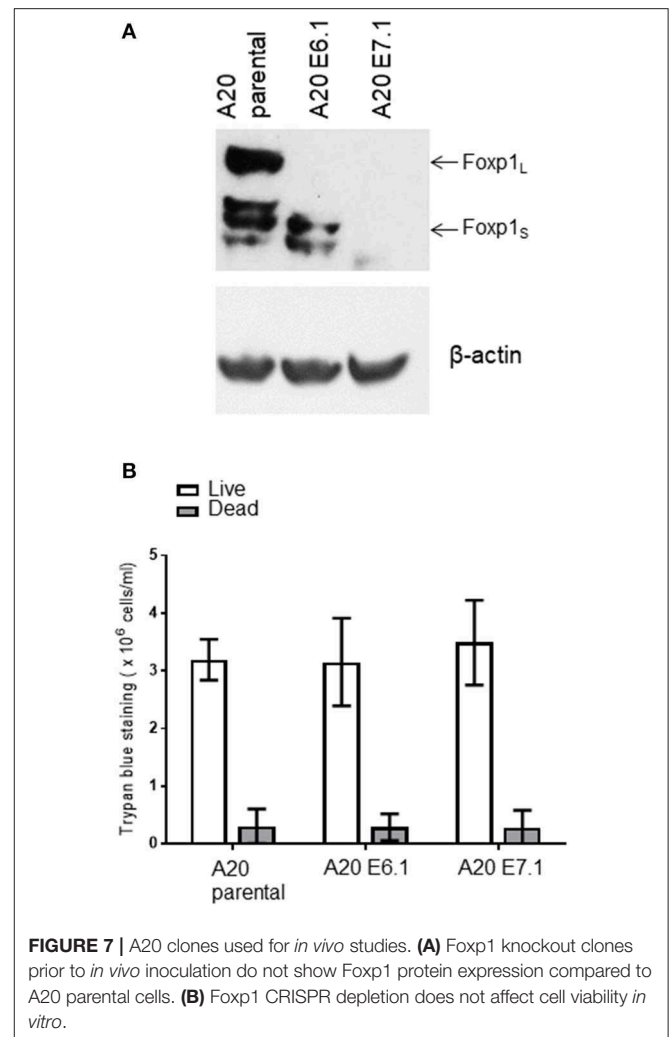 A
A20
parental
A20 E6.1
A20 E7.1
←Foxp1L
←Foxp1S
β-actin
B
Live
Dead
Trypan blue staining ( x 10⁶ cells/ml)
5
4
3
2
1
0
A20
parental
A20 E6.1
A20 E7.1
FIGURE 7 | A20 clones used for in vivo studies. (A) Foxp1 knockout clones
prior to in vivo inoculation do not show Foxp1 protein expression compared to
A20 parental cells. (B) Foxp1 CRISPR depletion does not affect cell viability in
vitro.